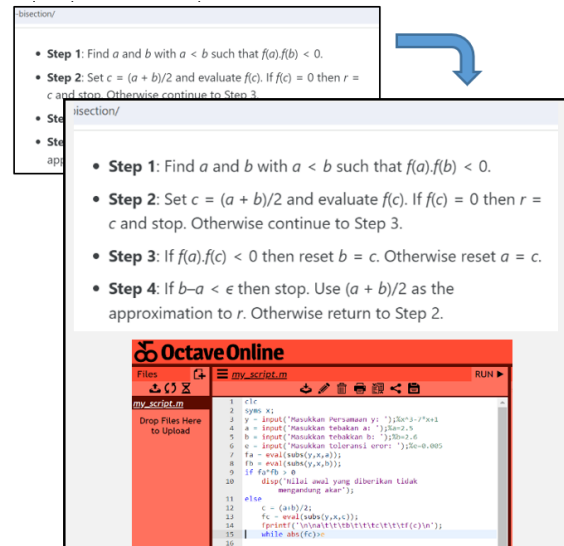 -bisection/
• Step 1: Find a and b with a < b such that f(a).f(b) < 0.
• Step 2: Set c = (a + b)/2 and evaluate f(c). If f(c) = 0 then r =
c and stop. Otherwise continue to Step 3.
• Ste
• Ste
app
isection/
• Step 1: Find a and b with a < b such that f(a).f(b) < 0.
• Step 2: Set c = (a + b)/2 and evaluate f(c). If f(c) = 0 then r =
c and stop. Otherwise continue to Step 3.
• Step 3: If f(a).f(c) < 0 then reset b = c. Otherwise reset a = c.
• Step 4: If b–a < ϵ then stop. Use (a + b)/2 as the
approximation to r. Otherwise return to Step 2.
Octave Online
Files
my_script.m
RUN
my_script.m
Drop Files Here
to Upload
1 clc
2 syms x;
3 y = input('Masukkan Persamaan y: ');%x^3-7*x+1
4 a = input('Masukkan tebakan a: ');%a=2.5
5 b = input('Masukkan tebakkan b: ');%b=2.6
6 e = input('Masukkan toleransi eror: ');%e=0.005
7 fa = eval(subs(y,x,a));
8 fb = eval(subs(y,x,b));
9 if fa*fb > 0
10 disp('Nilai awal yang diberikan tidak
mengandung akar');
11 else
12 c = (a+b)/2;
13 fc = eval(subs(y,x,c));
14 fprintf('\n\na\t\t\tb\t\t\tc\t\t\tf(c)\n');
15 while abs(fc)>e
16